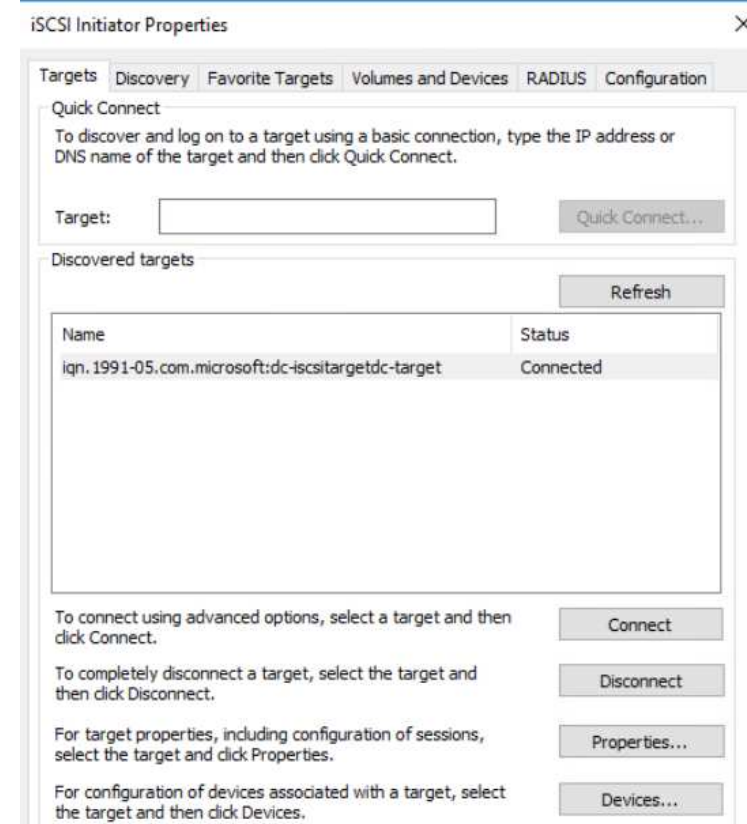 iSCSI Initiator Properties
Targets Discovery Favorite Targets Volumes and Devices RADIUS Configuration
Quick Connect
To discover and log on to a target using a basic connection, type the IP address or
DNS name of the target and then click Quick Connect.
Target: Quick Connect...
Discovered targets
Refresh
Name Status
iqn.1991-05.com.microsoft:dc-iscsitargetdc-target Connected
To connect using advanced options, select a target and then
click Connect.
Connect
To completely disconnect a target, select the target and
then click Disconnect.
Disconnect
For target properties, including configuration of sessions,
select the target and click Properties.
Properties...
For configuration of devices associated with a target, select
the target and then click Devices.
Devices...